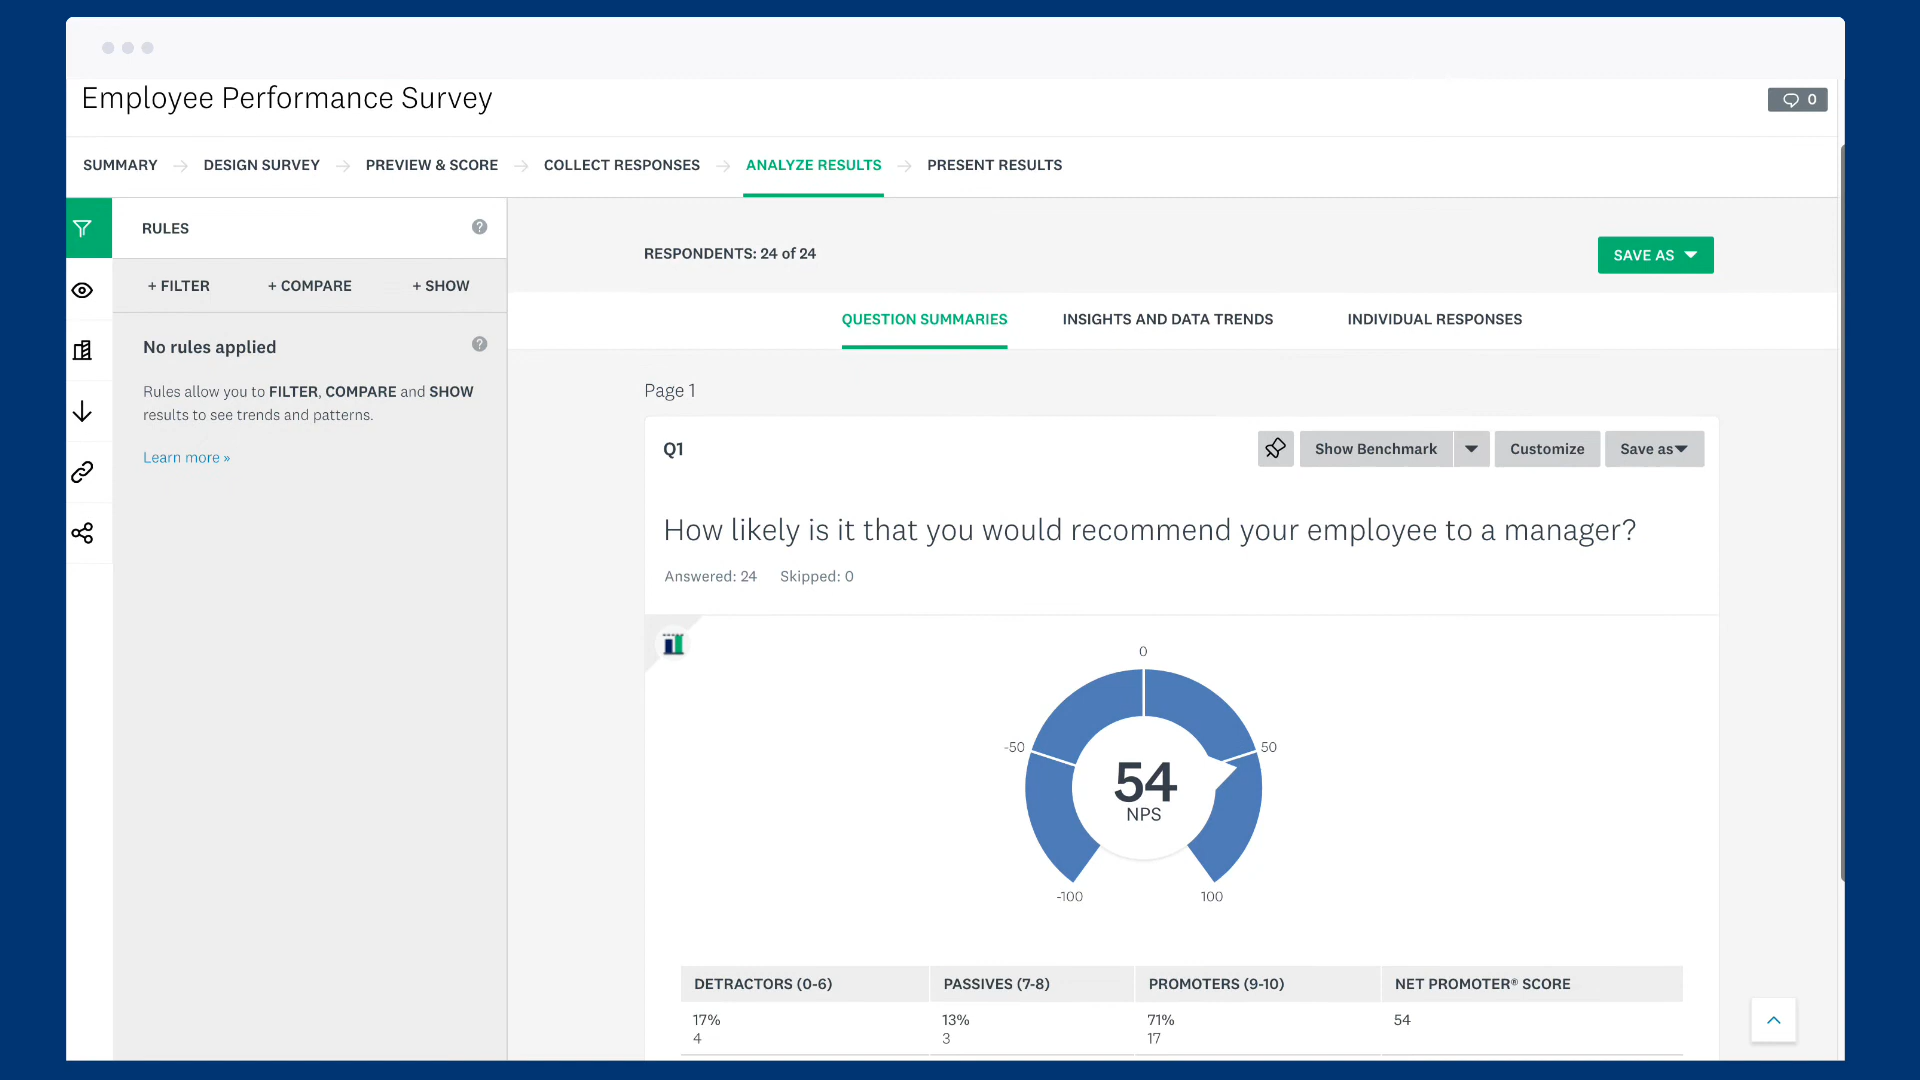 Employee Performance Survey
0
SUMMARY
DESIGN SURVEY
PREVIEW & SCORE
COLLECT RESPONSES
ANALYZE RESULTS
PRESENT RESULTS
RULES
?
+ FILTER
+ COMPARE
+ SHOW
No rules applied
?
Rules allow you to FILTER, COMPARE and SHOW
results to see trends and patterns.
Learn more »
RESPONDENTS: 24 of 24
SAVE AS
QUESTION SUMMARIES
INSIGHTS AND DATA TRENDS
INDIVIDUAL RESPONSES
Page 1
Q1
Show Benchmark
Customize
Save as
How likely is it that you would recommend your employee to a manager?
Answered: 24 Skipped: 0
0
-50
50
54
NPS
-100
100
DETRACTORS (0-6) PASSIVES (7-8) PROMOTERS (9-10) NET PROMOTER® SCORE
17% 13% 71% 54
4 3 17